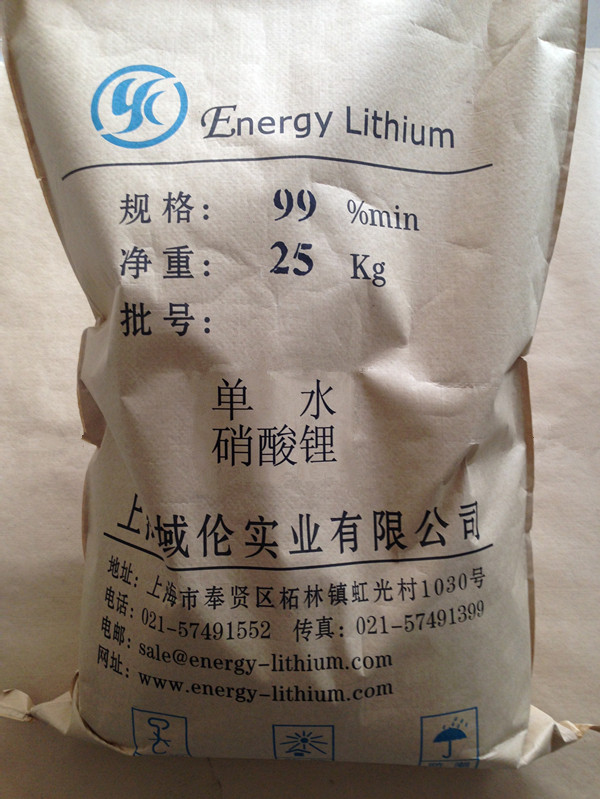 Energy Lithium
规格: 99 %min
净重: 25 Kg
批号:
单 水
硝酸锂
上海域伦实业有限公司
地址: 上海市奉贤区柘林镇虹光村1030号
电话: 021-57491552 传真: 021-57491399
电邮: sale@energy-lithium.com
网址: www.energy-lithium.com